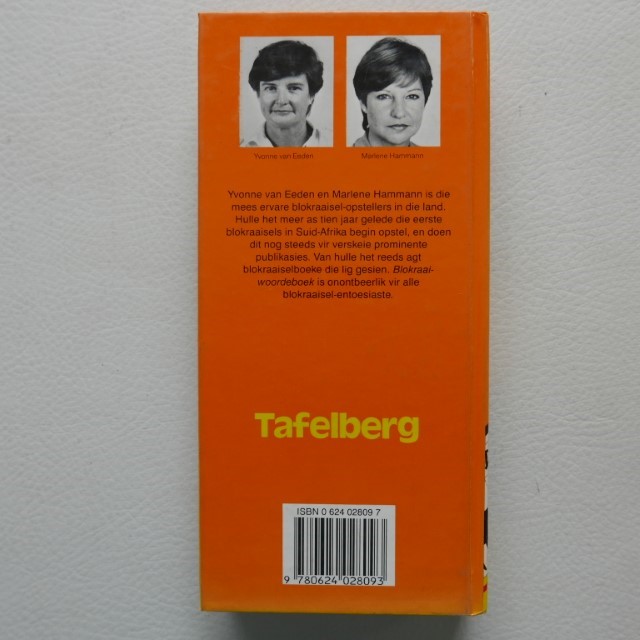 Yvonne van Eeden
Marlene Hammann
Yvonne van Eeden en Marlene Hammann is die
mees ervare blokraaisel-opstellers in die land.
Hulle het meer as tien jaar gelede die eerste
blokraaisels in Suid-Afrika begin opstel, en doen
dit nog steeds vir verskeie prominente
publikasies. Van hulle het reeds agt
blokraaiselboeke die lig gesien. Blokraai-
woordeboek is onontbeerlik vir alle
blokraaisel-entoesiaste.
Tafelberg
ISBN 0 624 02809 7
9 780624 028093